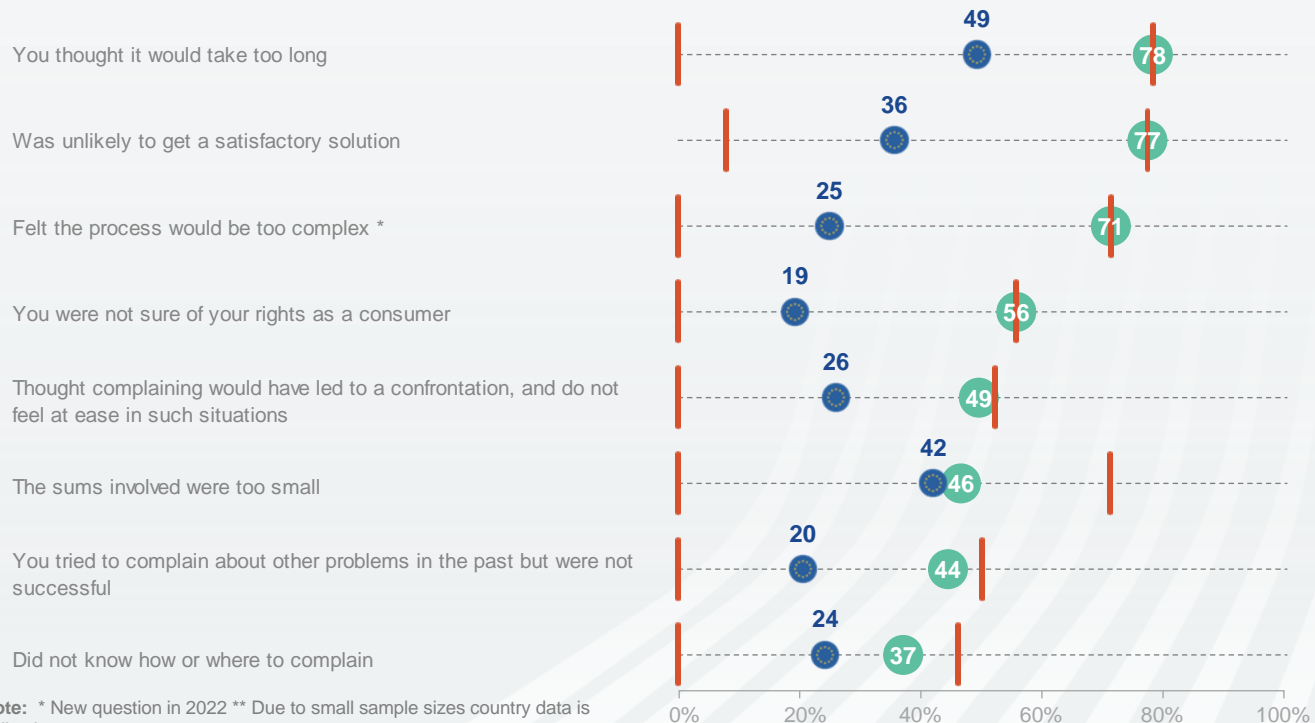 49
You thought it would take too long
78
36
Was unlikely to get a satisfactory solution
77
25
Felt the process would be too complex *
71
19
You were not sure of your rights as a consumer
56
26
Thought complaining would have led to a confrontation, and do not
feel at ease in such situations
49
42
The sums involved were too small
46
20
You tried to complain about other problems in the past but were not
successful
44
24
Did not know how or where to complain
37
ote: * New question in 2022 ** Due to small sample sizes country data is
0% 20% 40% 60% 80% 100%